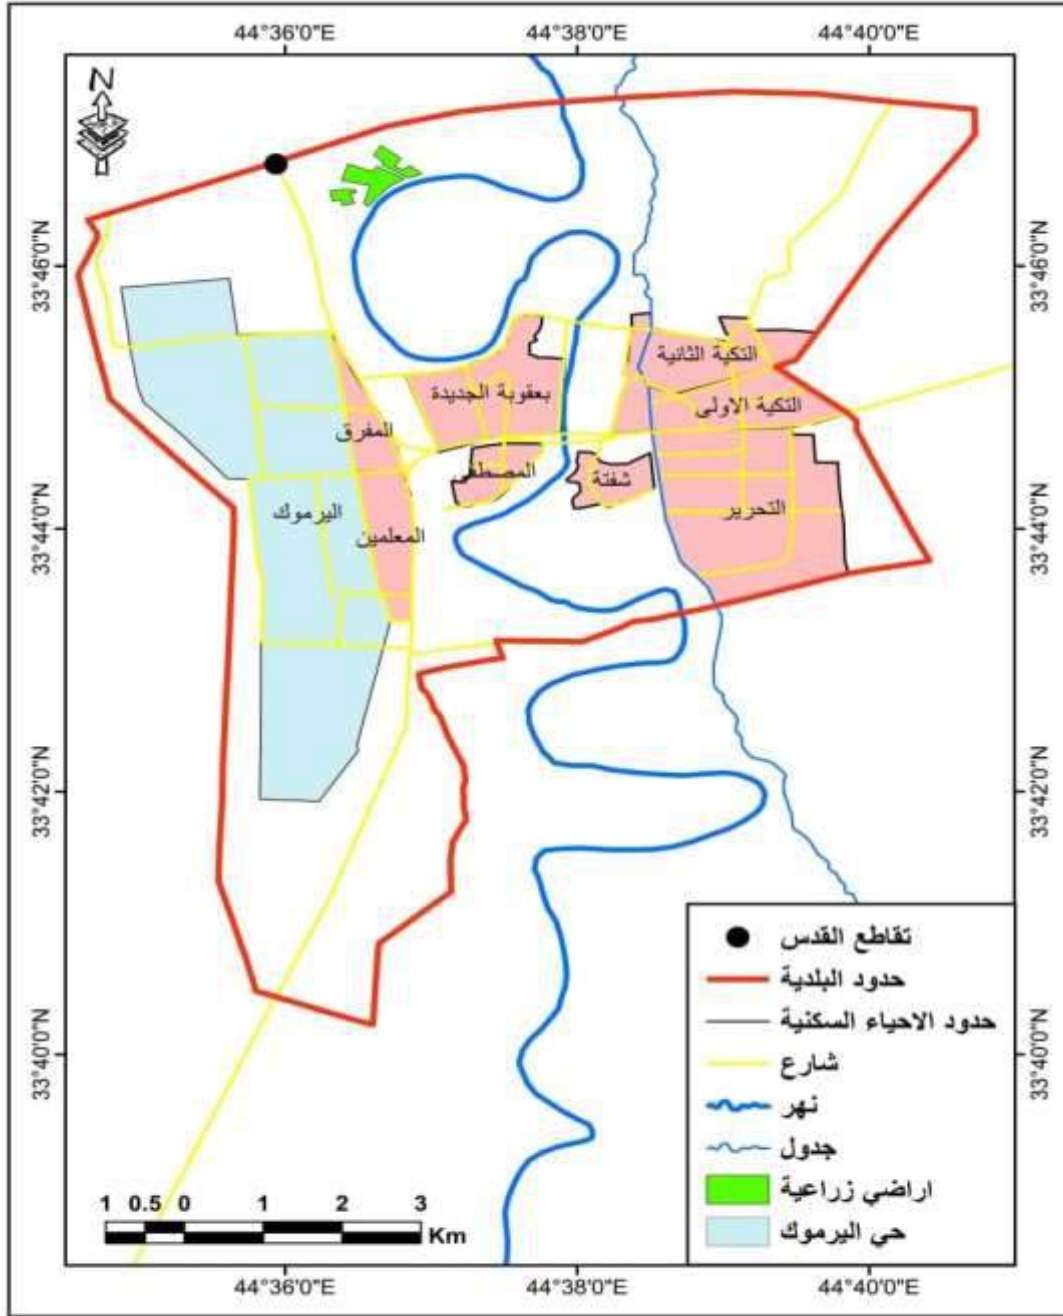 44°36'0"E
44°38'0"E
44°40'0"E
N
33°46'0"N
33°46'0"N
التكية الثانية
بعقوبة الجديدة
التكية الاولى
المفرق
المصطفى
شفتة
التحرير
اليرموك
المعلمين
33°44'0"N
33°44'0"N
33°42'0"N
33°42'0"N
33°40'0"N
33°40'0"N
تقاطع القدس
حدود البلدية
حدود الاحياء السكنية
شارع
نهر
جدول
اراضي زراعية
حي اليرموك
1 0.5 0 1 2 3
Km
44°36'0"E
44°38'0"E
44°40'0"E